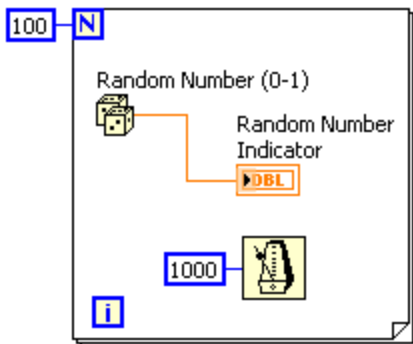 100
N
Random Number (0-1)
Random Number
Indicator
DBL
1000
i